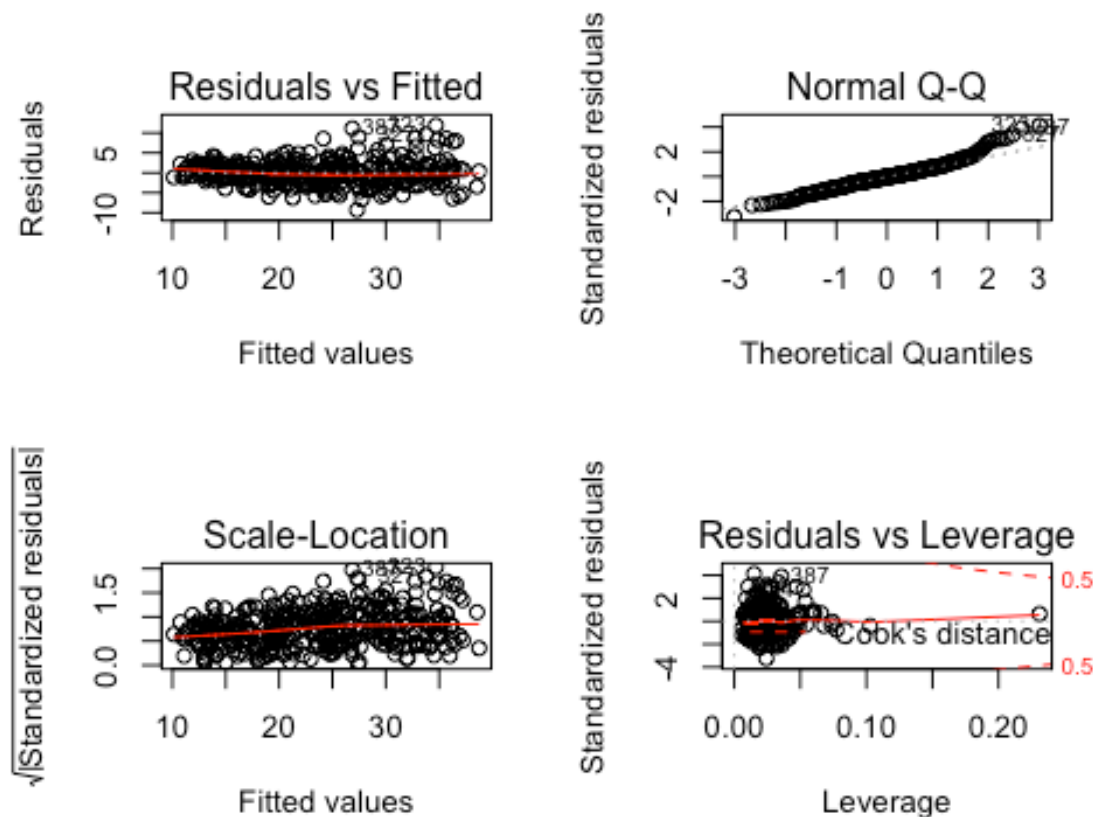 Residuals vs Fitted
Residuals
5
-10
387
323
10
20
30
Fitted values
Normal Q-Q
Standardized residuals
2
-2
-3
-1
0
1
2
3
Theoretical Quantiles
Scale-Location
√|Standardized residuals|
1.5
0.0
10
20
30
Fitted values
Residuals vs Leverage
Standardized residuals
2
-4
387
Cook's distance
0.5
0.5
0.00
0.10
0.20
Leverage